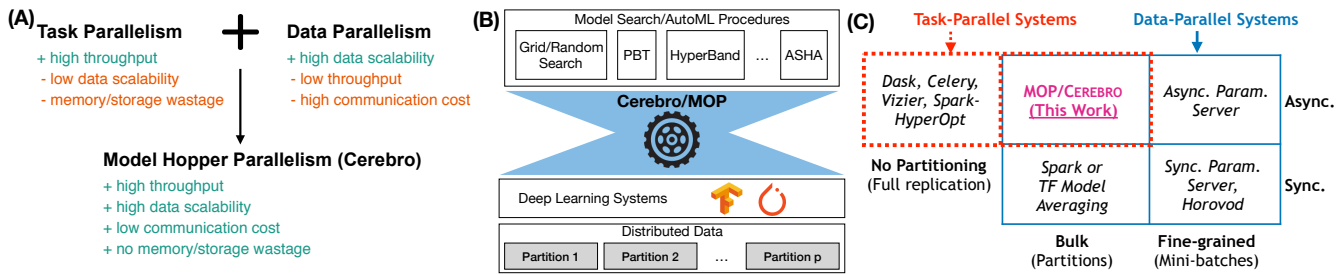 (A)
Task Parallelism
+ high throughput
- low data scalability
- memory/storage wastage
+
Data Parallelism
+ high data scalability
- low throughput
- high communication cost
Model Hopper Parallelism (Cerebro)
+ high throughput
+ high data scalability
+ low communication cost
+ no memory/storage wastage
(B)
Model Search/AutoML Procedures
Grid/Random
Search
PBT
HyperBand
...
ASHA
Cerebro/MOP
Deep Learning Systems
Distributed Data
Partition 1
Partition 2
...
Partition p
(C)
Task-Parallel Systems
Data-Parallel Systems
Dask, Celery,
Vizier, Spark-
HyperOpt
MOP/CEREBRO
(This Work)
Async. Param.
Server
Async.
No Partitioning
(Full replication)
Spark or
TF Model
Averaging
Sync. Param.
Server,
Horovod
Sync.
Bulk
(Partitions)
Fine-grained
(Mini-batches)